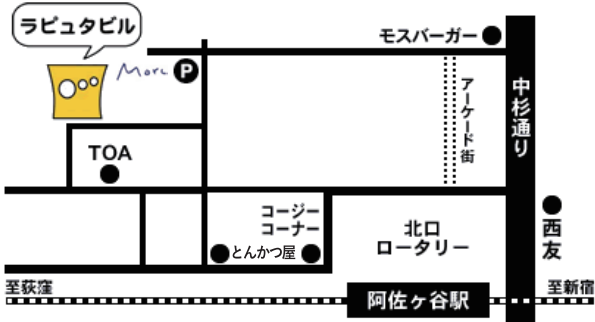 ラピュタビル
More
P
モスバーガー
アーケード街
中杉通り
TOA
コージー
コーナー
とんかつ屋
北口
ロータリー
西友
至荻窪
阿佐ヶ谷駅
至新宿